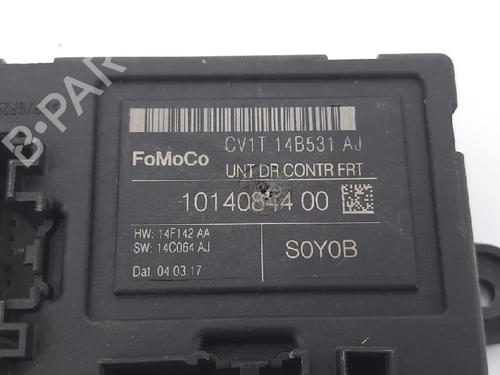 B-PARTS
CV1T 14B531 AJ
FoMoCo
UNT DR CONTR FRT
10140844 00
HW: 14F142 AA
SW: 14C064 AJ
S0Y0B
Dat. 04.03.17